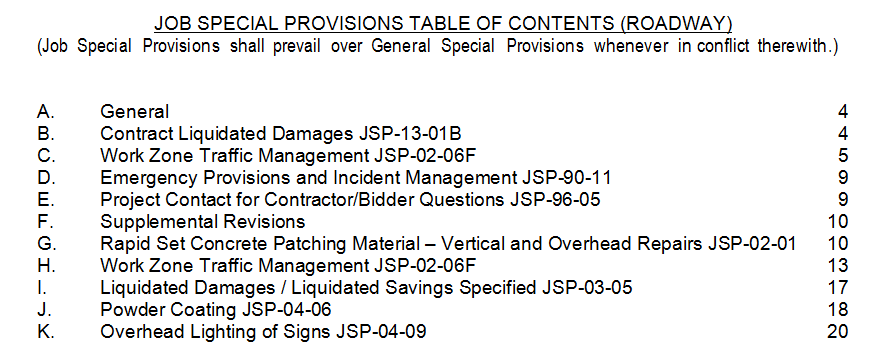 JOB SPECIAL PROVISIONS TABLE OF CONTENTS (ROADWAY)
(Job Special Provisions shall prevail over General Special Provisions whenever in conflict therewith.)
A. General 4
B. Contract Liquidated Damages JSP-13-01B 4
C. Work Zone Traffic Management JSP-02-06F 5
D. Emergency Provisions and Incident Management JSP-90-11 9
E. Project Contact for Contractor/Bidder Questions JSP-96-05 9
F. Supplemental Revisions 10
G. Rapid Set Concrete Patching Material – Vertical and Overhead Repairs JSP-02-01 10
H. Work Zone Traffic Management JSP-02-06F 13
I. Liquidated Damages / Liquidated Savings Specified JSP-03-05 17
J. Powder Coating JSP-04-06 18
K. Overhead Lighting of Signs JSP-04-09 20